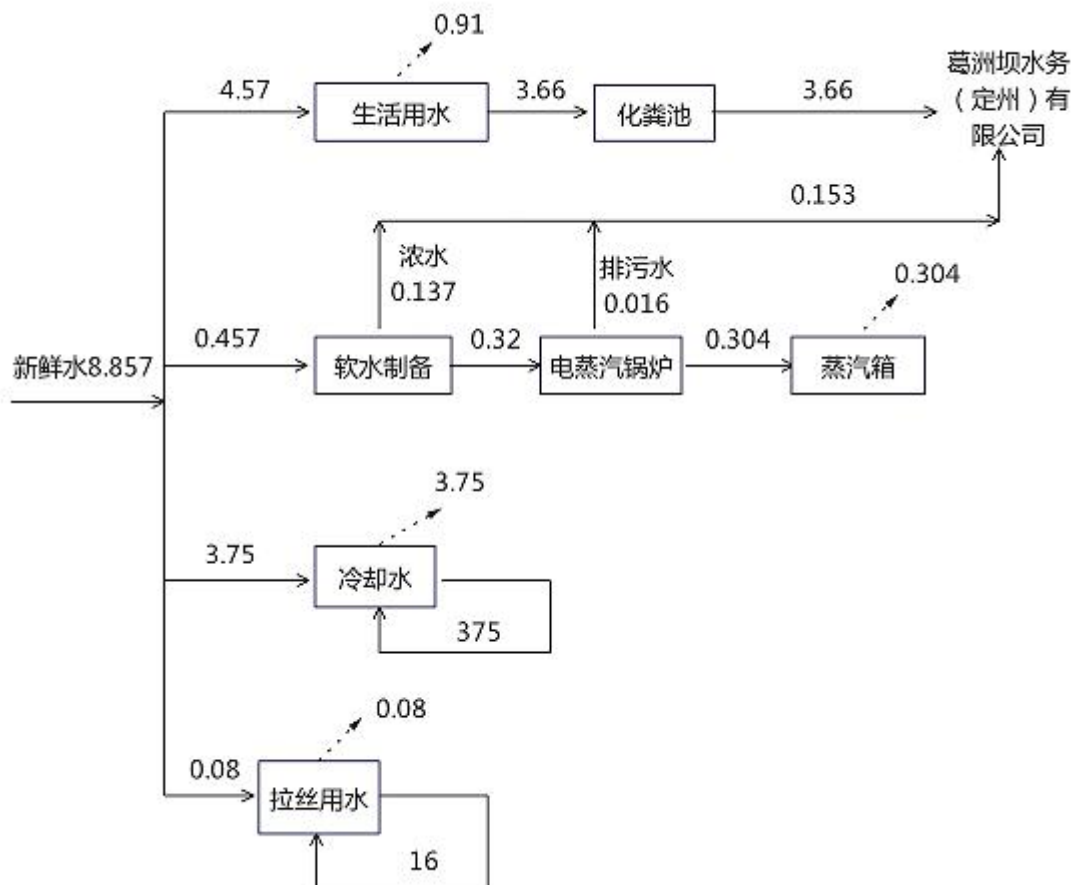 0.91
4.57
生活用水
3.66
化粪池
3.66
葛洲坝水务
（定州）有
限公司
0.153
浓水
0.137
排污水
0.016
0.304
新鲜水8.857
0.457
软水制备
0.32
电蒸汽锅炉
0.304
蒸汽箱
3.75
3.75
冷却水
375
0.08
0.08
拉丝用水
16